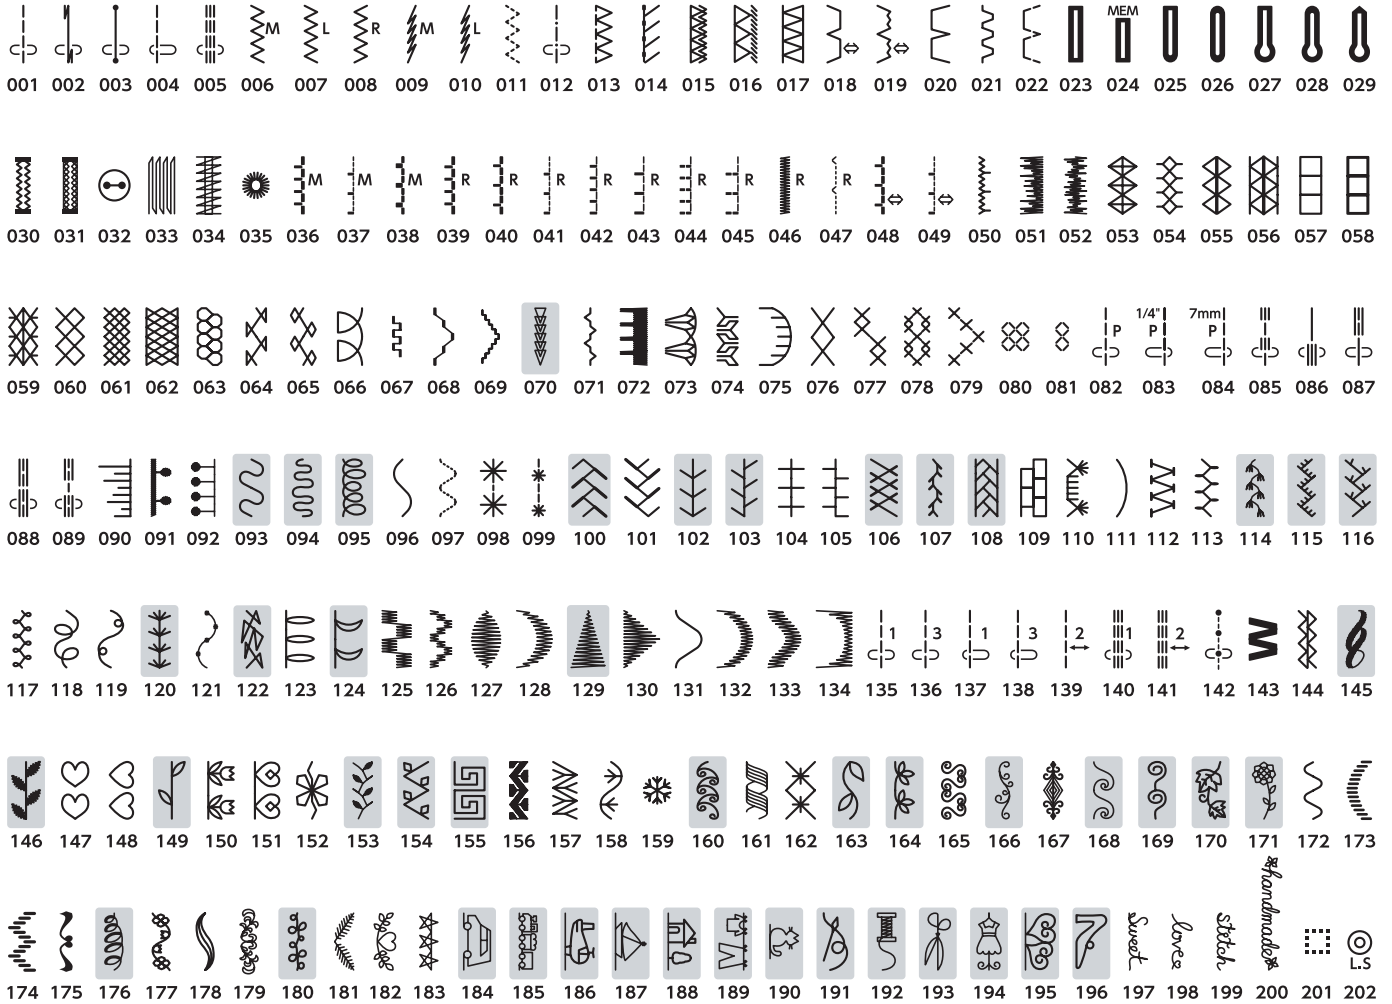 M L R M L MEM
001 002 003 004 005 006 007 008 009 010 011 012 013 014 015 016 017 018 019 020 021 022 023 024 025 026 027 028 029
M M M R R R R R R R R R
030 031 032 033 034 035 036 037 038 039 040 041 042 043 044 045 046 047 048 049 050 051 052 053 054 055 056 057 058
P 1/4" P 7mm P
059 060 061 062 063 064 065 066 067 068 069 070 071 072 073 074 075 076 077 078 079 080 081 082 083 084 085 086 087
088 089 090 091 092 093 094 095 096 097 098 099 100 101 102 103 104 105 106 107 108 109 110 111 112 113 114 115 116
1 3 1 3 2 1 2
117 118 119 120 121 122 123 124 125 126 127 128 129 130 131 132 133 134 135 136 137 138 139 140 141 142 143 144 145
146 147 148 149 150 151 152 153 154 155 156 157 158 159 160 161 162 163 164 165 166 167 168 169 170 171 172 173
Sweet love stitch handmade L.S
174 175 176 177 178 179 180 181 182 183 184 185 186 187 188 189 190 191 192 193 194 195 196 197 198 199 200 201 202